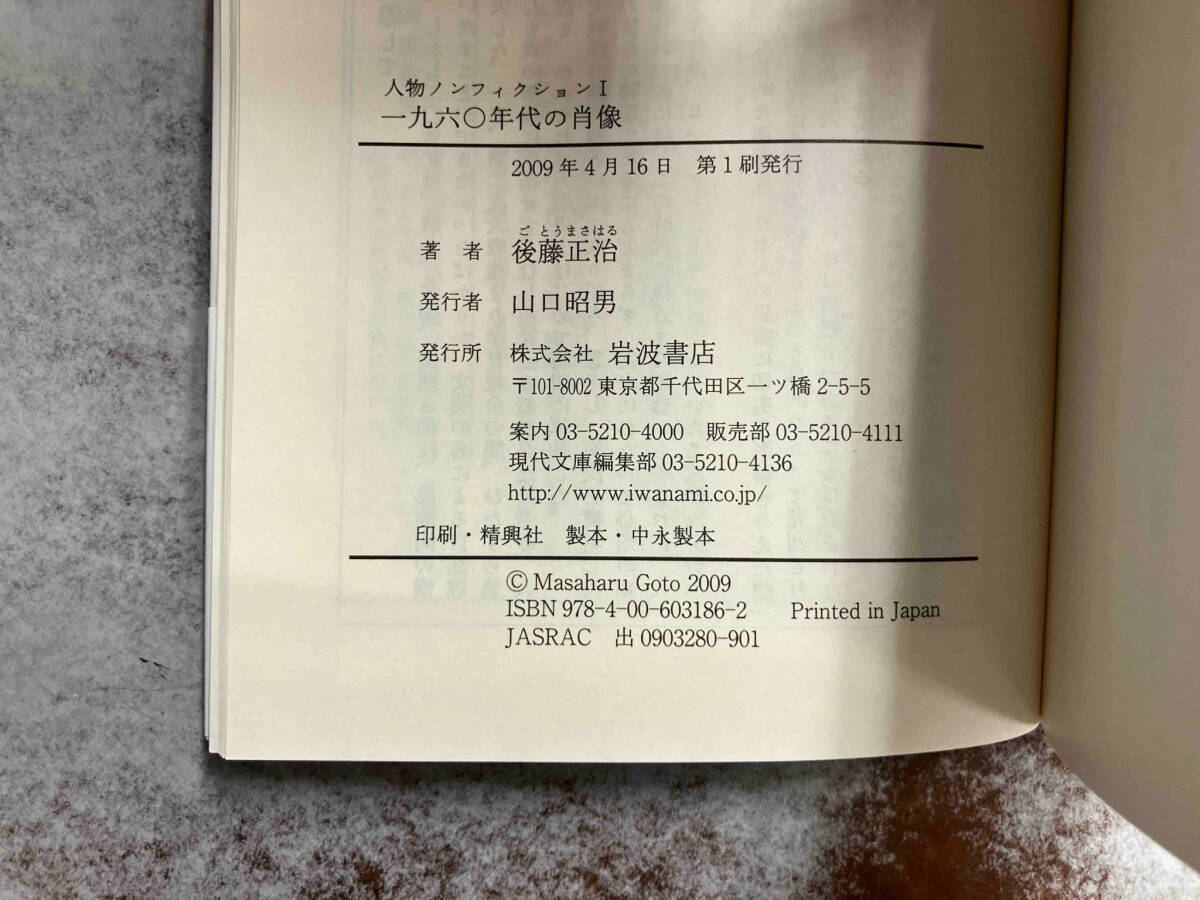 人物ノンフィクションⅠ
一九六〇年代の肖像
2009年4月16日 第1刷発行
ごとうまさはる
著者 後藤正治
発行者 山口昭男
発行所 株式会社 岩波書店
〒101-8002 東京都千代田区一ツ橋 2-5-5
案内 03-5210-4000 販売部 03-5210-4111
現代文庫編集部 03-5210-4136
http://www.iwanami.co.jp/
印刷・精興社 製本・中永製本
© Masaharu Goto 2009
ISBN 978-4-00-603186-2 Printed in Japan
JASRAC 出 0903280-901